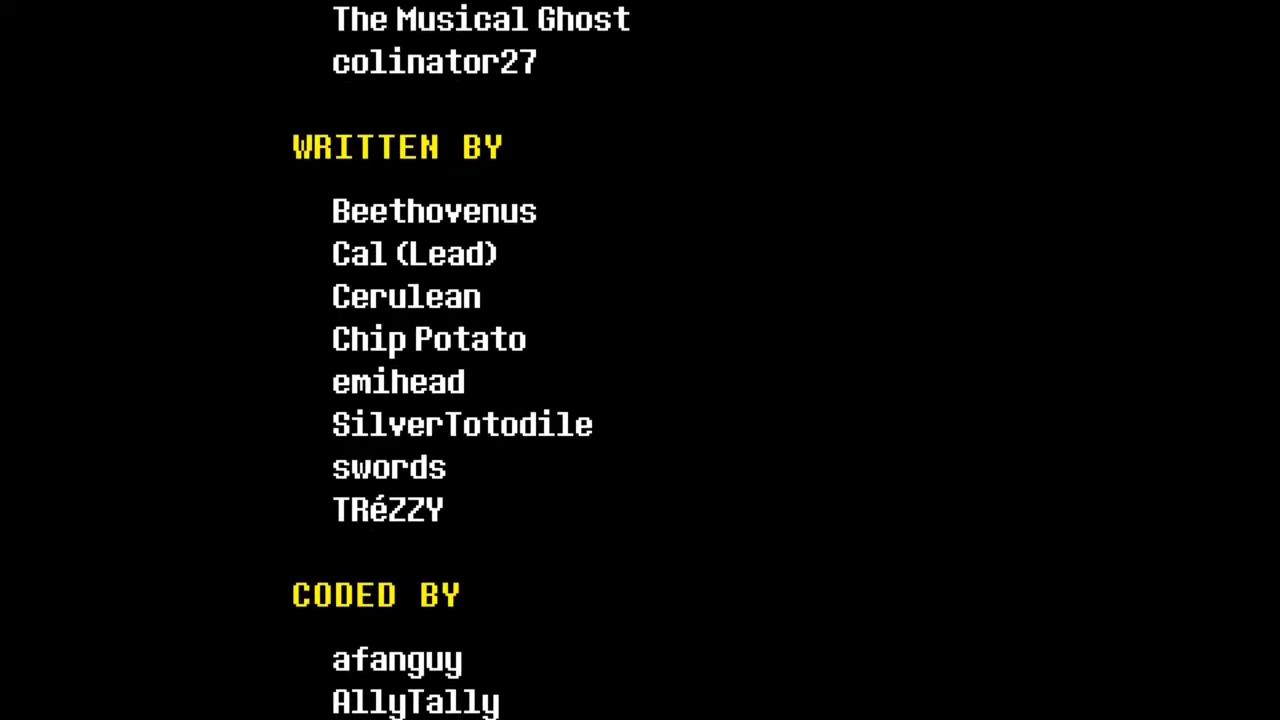 The Musical Ghost
colinator27
WRITTEN BY
Beethovenus
Cal (Lead)
Cerulean
Chip Potato
emihead
SilverTotodile
swords
TRéZZY
CODED BY
afanguy
AllyTally